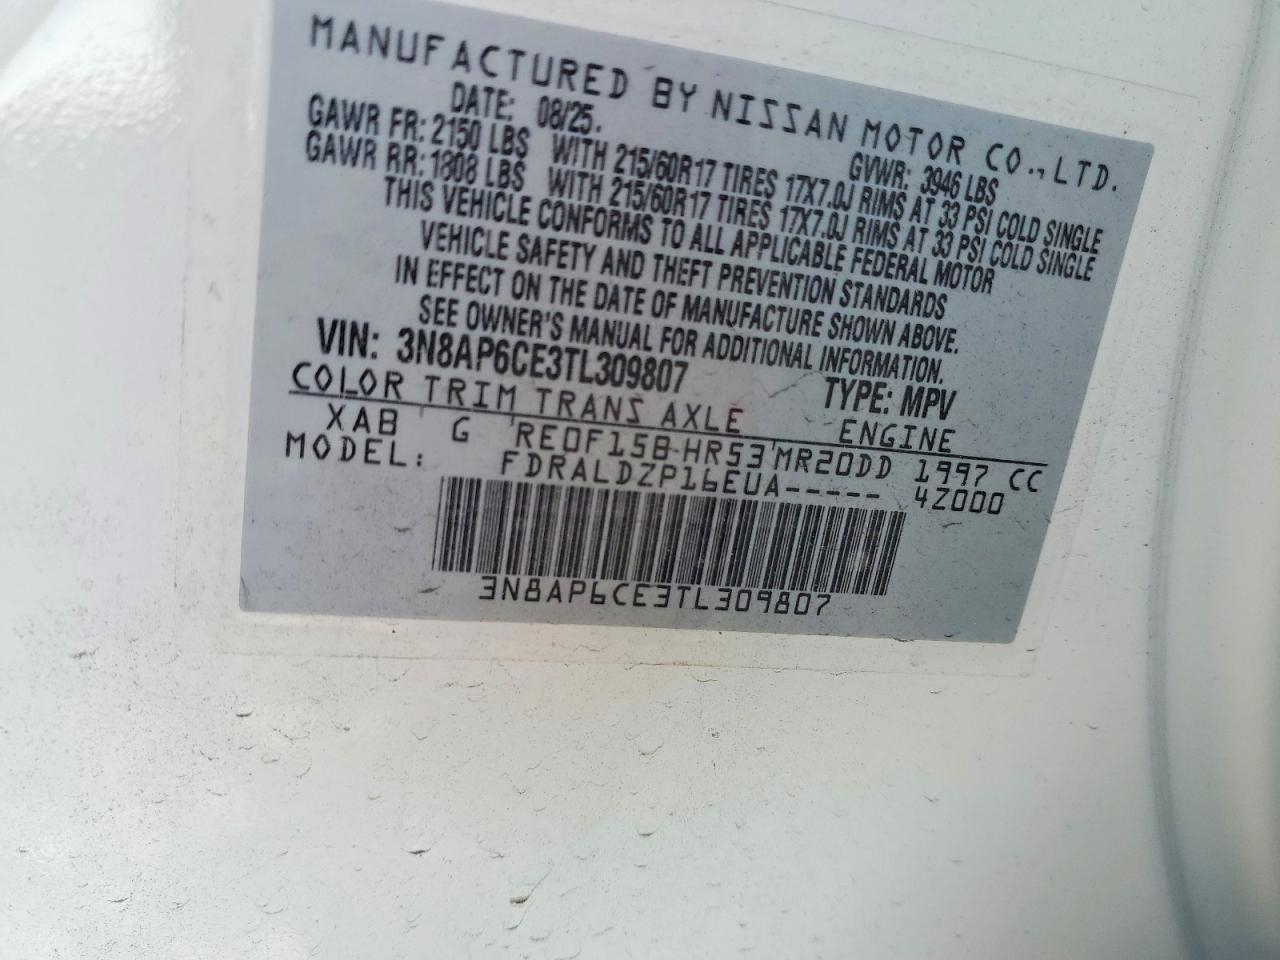 MANUFACTURED BY NISSAN MOTOR CO.,LTD.
DATE: 08/25. GVWR: 3946 LBS
GAWR FR: 2150 LBS WITH 215/60R17 TIRES 17X7.0J RIMS AT 33 PSI COLD SINGLE
GAWR RR: 1808 LBS WITH 215/60R17 TIRES 17X7.0J RIMS AT 33 PSI COLD SINGLE
THIS VEHICLE CONFORMS TO ALL APPLICABLE FEDERAL MOTOR
VEHICLE SAFETY AND THEFT PREVENTION STANDARDS
IN EFFECT ON THE DATE OF MANUFACTURE SHOWN ABOVE.
SEE OWNER'S MANUAL FOR ADDITIONAL INFORMATION.
VIN: 3N8AP6CE3TL309807 TYPE: MPV
COLOR TRIM TRANS AXLE ENGINE
XAB G RE0F15B-HR53 MR20DD 1997 CC
MODEL: FDRALDZP16EUA----- 4Z000
3N8AP6CE3TL309807